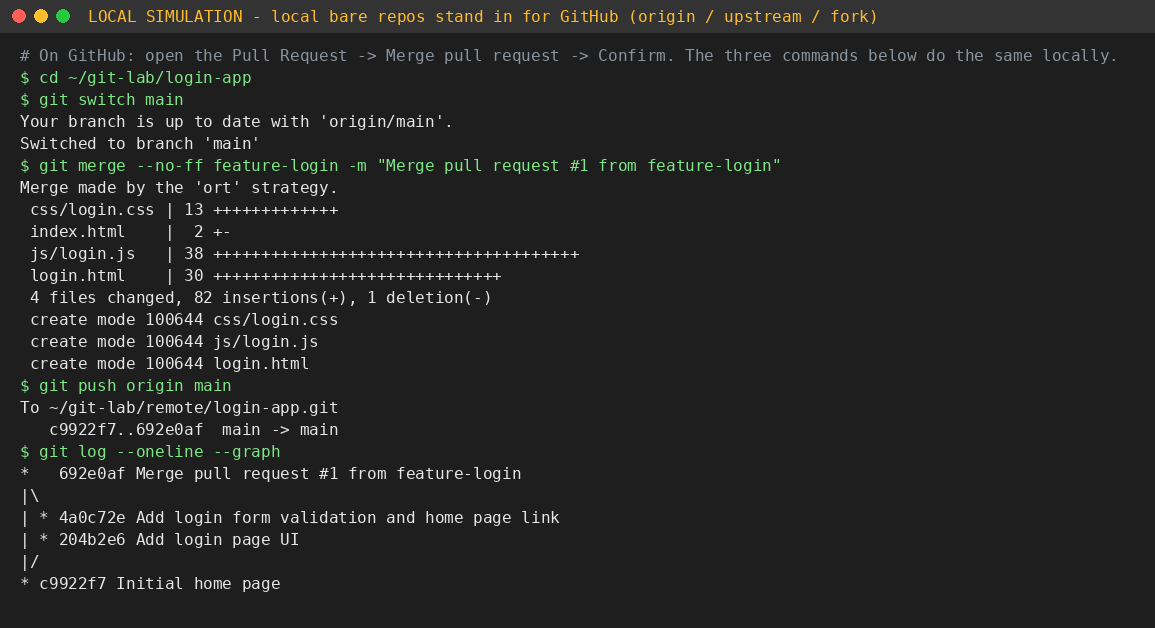 LOCAL SIMULATION - local bare repos stand in for GitHub (origin / upstream / fork)
# On GitHub: open the Pull Request -> Merge pull request -> Confirm. The three commands below do the same locally.
$ cd ~/git-lab/login-app
$ git switch main
Your branch is up to date with 'origin/main'.
Switched to branch 'main'
$ git merge --no-ff feature-login -m "Merge pull request #1 from feature-login"
Merge made by the 'ort' strategy.
 css/login.css | 13 +++++++++++++
 index.html    |  2 +-
 js/login.js   | 38 ++++++++++++++++++++++++++++++++++++++
 login.html    | 30 ++++++++++++++++++++++++++++++
 4 files changed, 82 insertions(+), 1 deletion(-)
 create mode 100644 css/login.css
 create mode 100644 js/login.js
 create mode 100644 login.html
$ git push origin main
To ~/git-lab/remote/login-app.git
   c9922f7..692e0af  main -> main
$ git log --oneline --graph
*   692e0af Merge pull request #1 from feature-login
|\
| * 4a0c72e Add login form validation and home page link
| * 204b2e6 Add login page UI
|/
* c9922f7 Initial home page